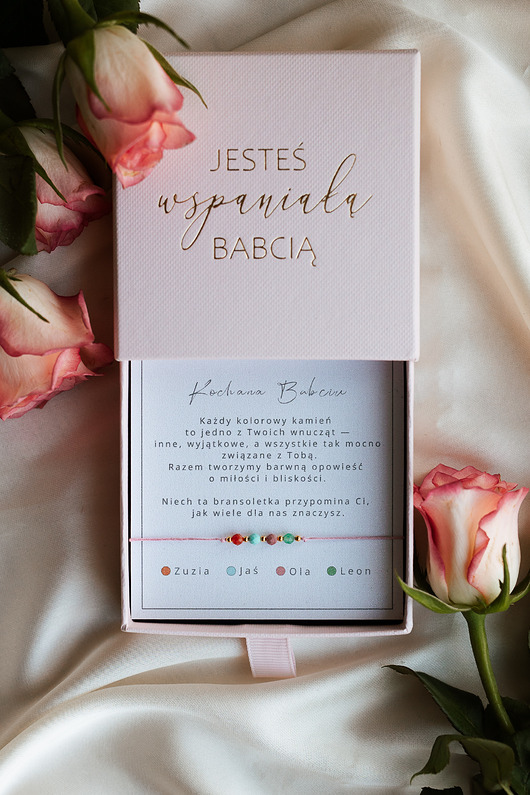 JESTEŚ
wspaniałą
BABCIĄ
Kochana Babciu
Każdy kolorowy kamień
to jedno z Twoich wnucząt —
inne, wyjątkowe, a wszystkie tak mocno
związane z Tobą.
Razem tworzymy barwną opowieść
o miłości i bliskości.
Niech ta bransoletka przypomina Ci,
jak wiele dla nas znaczysz.
Zuzia Jaś Ola Leon